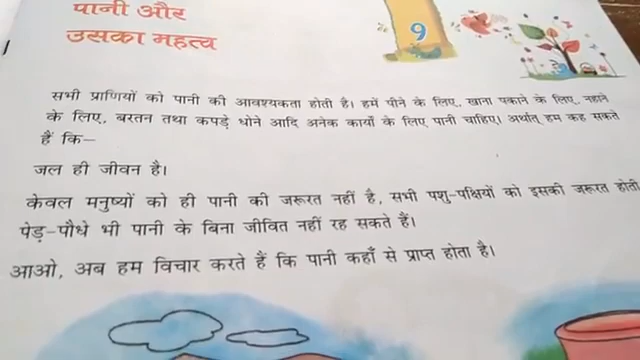 पानी और
उसका महत्व
9
सभी प्राणियों को पानी की आवश्यकता होती है। हमें पीने के लिए, खाना पकाने के लिए, नहाने
के लिए, बरतन तथा कपड़े धोने आदि अनेक कार्यों के लिए पानी चाहिए। अर्थात् हम कह सकते
हैं कि–
जल ही जीवन है।
केवल मनुष्यों को ही पानी की जरूरत नहीं है, सभी पशु-पक्षियों को इसकी जरूरत होती
पेड़-पौधे भी पानी के बिना जीवित नहीं रह सकते हैं।
आओ, अब हम विचार करते हैं कि पानी कहाँ से प्राप्त होता है।